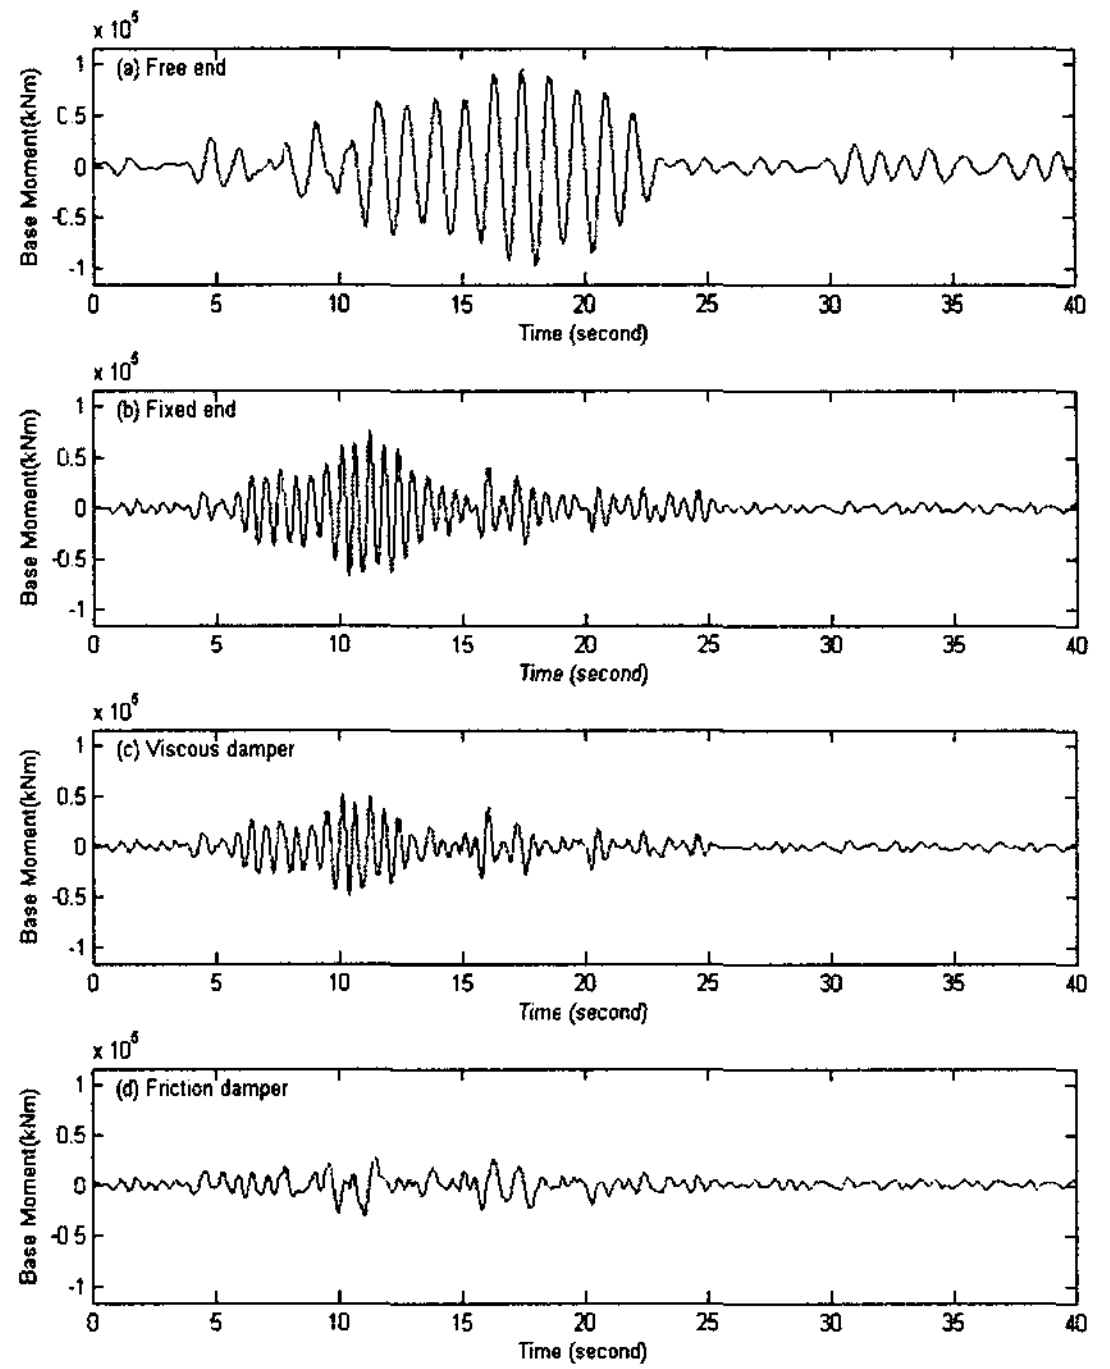 x 10^5
(a) Free end
1
0.5
0
-0.5
-1
Base Moment(kNm)
0 5 10 15 20 25 30 35 40
Time (second)
x 10^5
(b) Fixed end
1
0.5
0
-0.5
-1
Base Moment(kNm)
0 5 10 15 20 25 30 35 40
Time (second)
x 10^5
(c) Viscous damper
1
0.5
0
-0.5
-1
Base Moment(kNm)
0 5 10 15 20 25 30 35 40
Time (second)
x 10^5
(d) Friction damper
1
0.5
0
-0.5
-1
Base Moment(kNm)
0 5 10 15 20 25 30 35 40
Time (second)